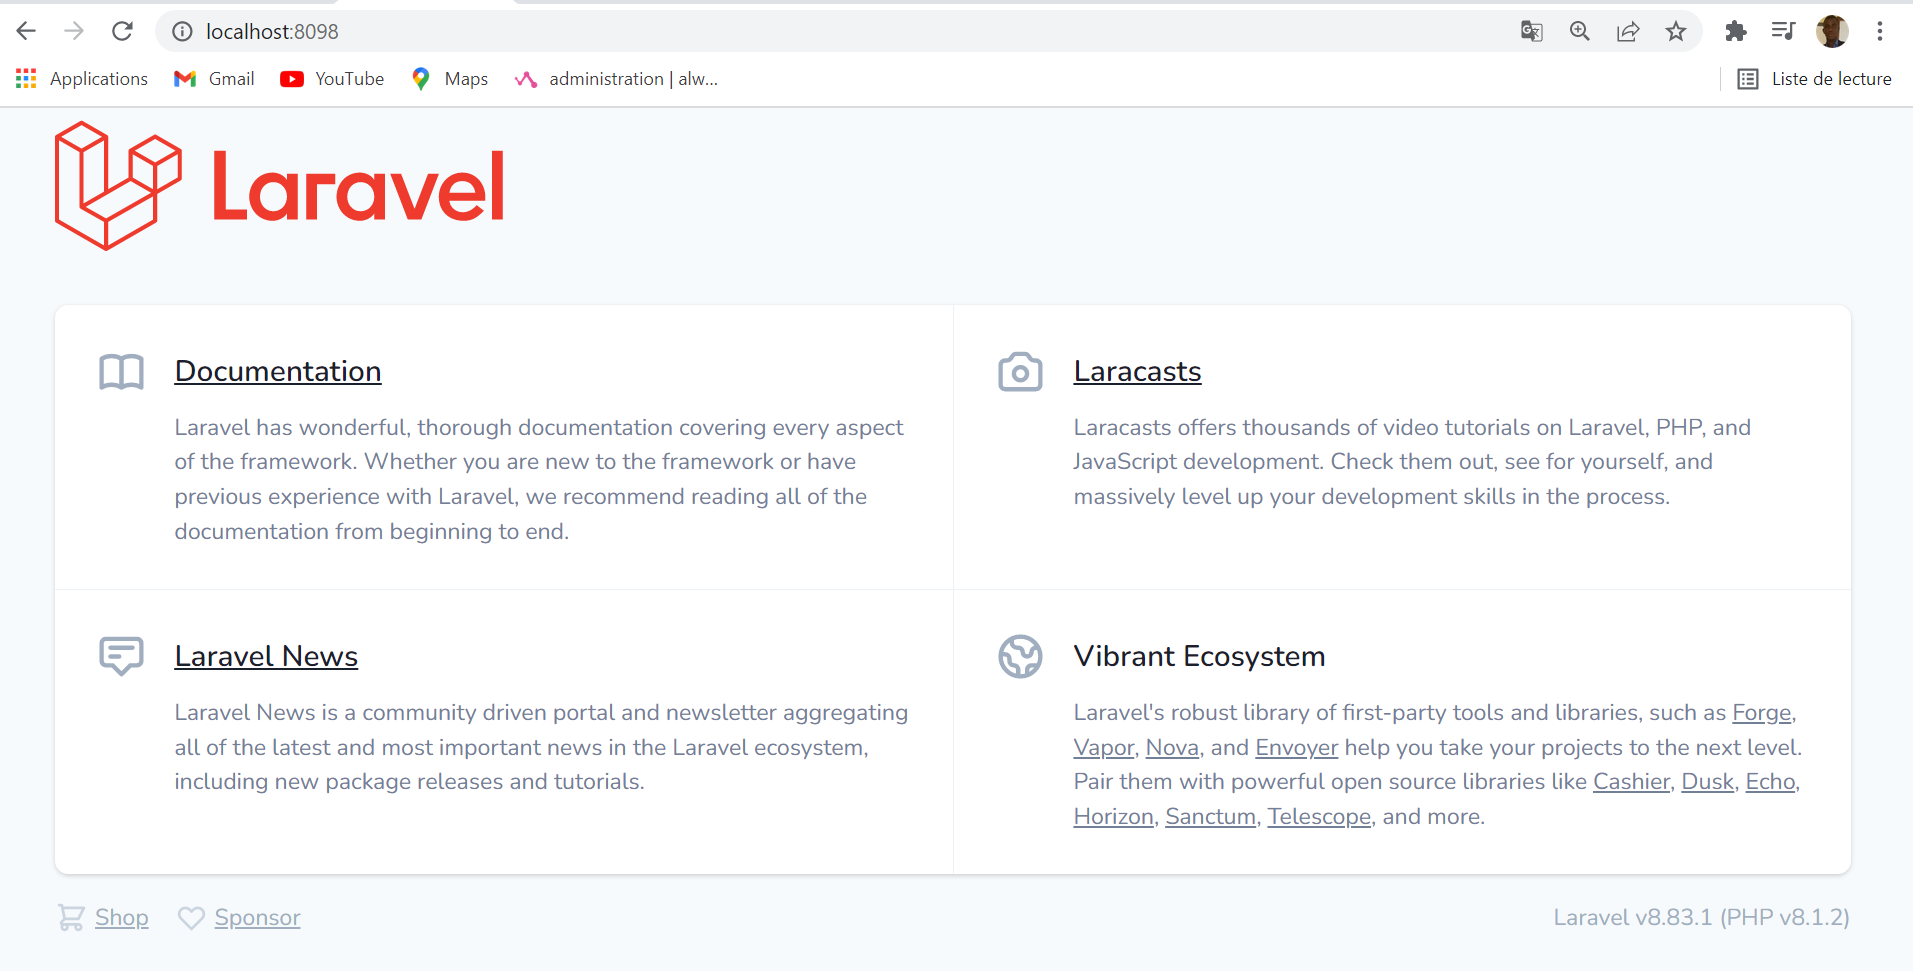 localhost:8098
Applications
Gmail
YouTube
Maps
administration | alw...
Liste de lecture
Laravel
Documentation
Laravel has wonderful, thorough documentation covering every aspect
of the framework. Whether you are new to the framework or have
previous experience with Laravel, we recommend reading all of the
documentation from beginning to end.
Laracasts
Laracasts offers thousands of video tutorials on Laravel, PHP, and
JavaScript development. Check them out, see for yourself, and
massively level up your development skills in the process.
Laravel News
Laravel News is a community driven portal and newsletter aggregating
all of the latest and most important news in the Laravel ecosystem,
including new package releases and tutorials.
Vibrant Ecosystem
Laravel's robust library of first-party tools and libraries, such as Forge,
Vapor, Nova, and Envoyer help you take your projects to the next level.
Pair them with powerful open source libraries like Cashier, Dusk, Echo,
Horizon, Sanctum, Telescope, and more.
Shop
Sponsor
Laravel v8.83.1 (PHP v8.1.2)